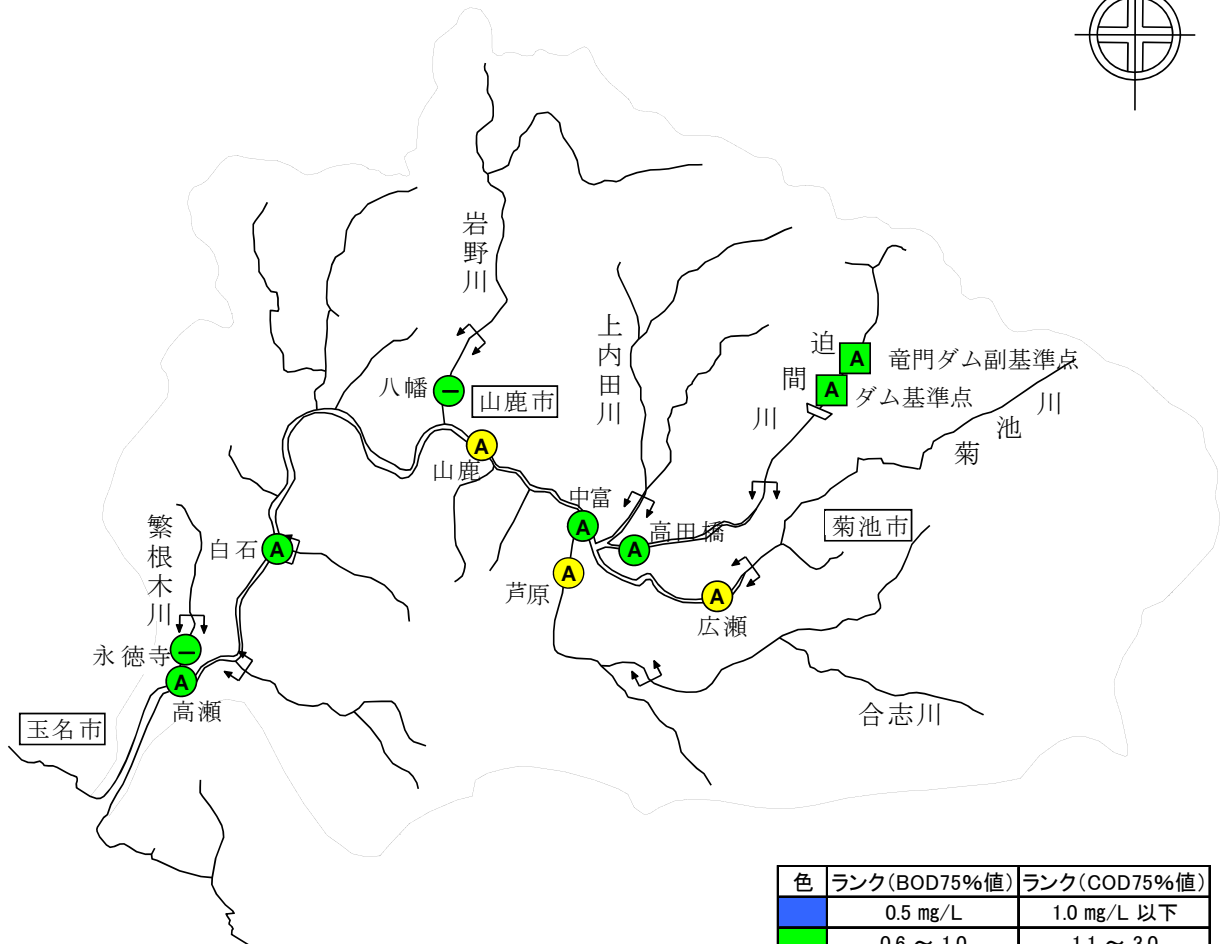 岩野川
上内田川
迫間川
A
竜門ダム副基準点
A
ダム基準点
菊池川
八幡
ー
山鹿市
A
山鹿
中富
A
高田橋
A
菊池市
繁根木川
白石
A
A
芦原
A
広瀬
永徳寺
ー
A
高瀬
合志川
玉名市
色 ランク(BOD75%値) ランク(COD75%値)
0.5 mg/L 1.0 mg/L 以下